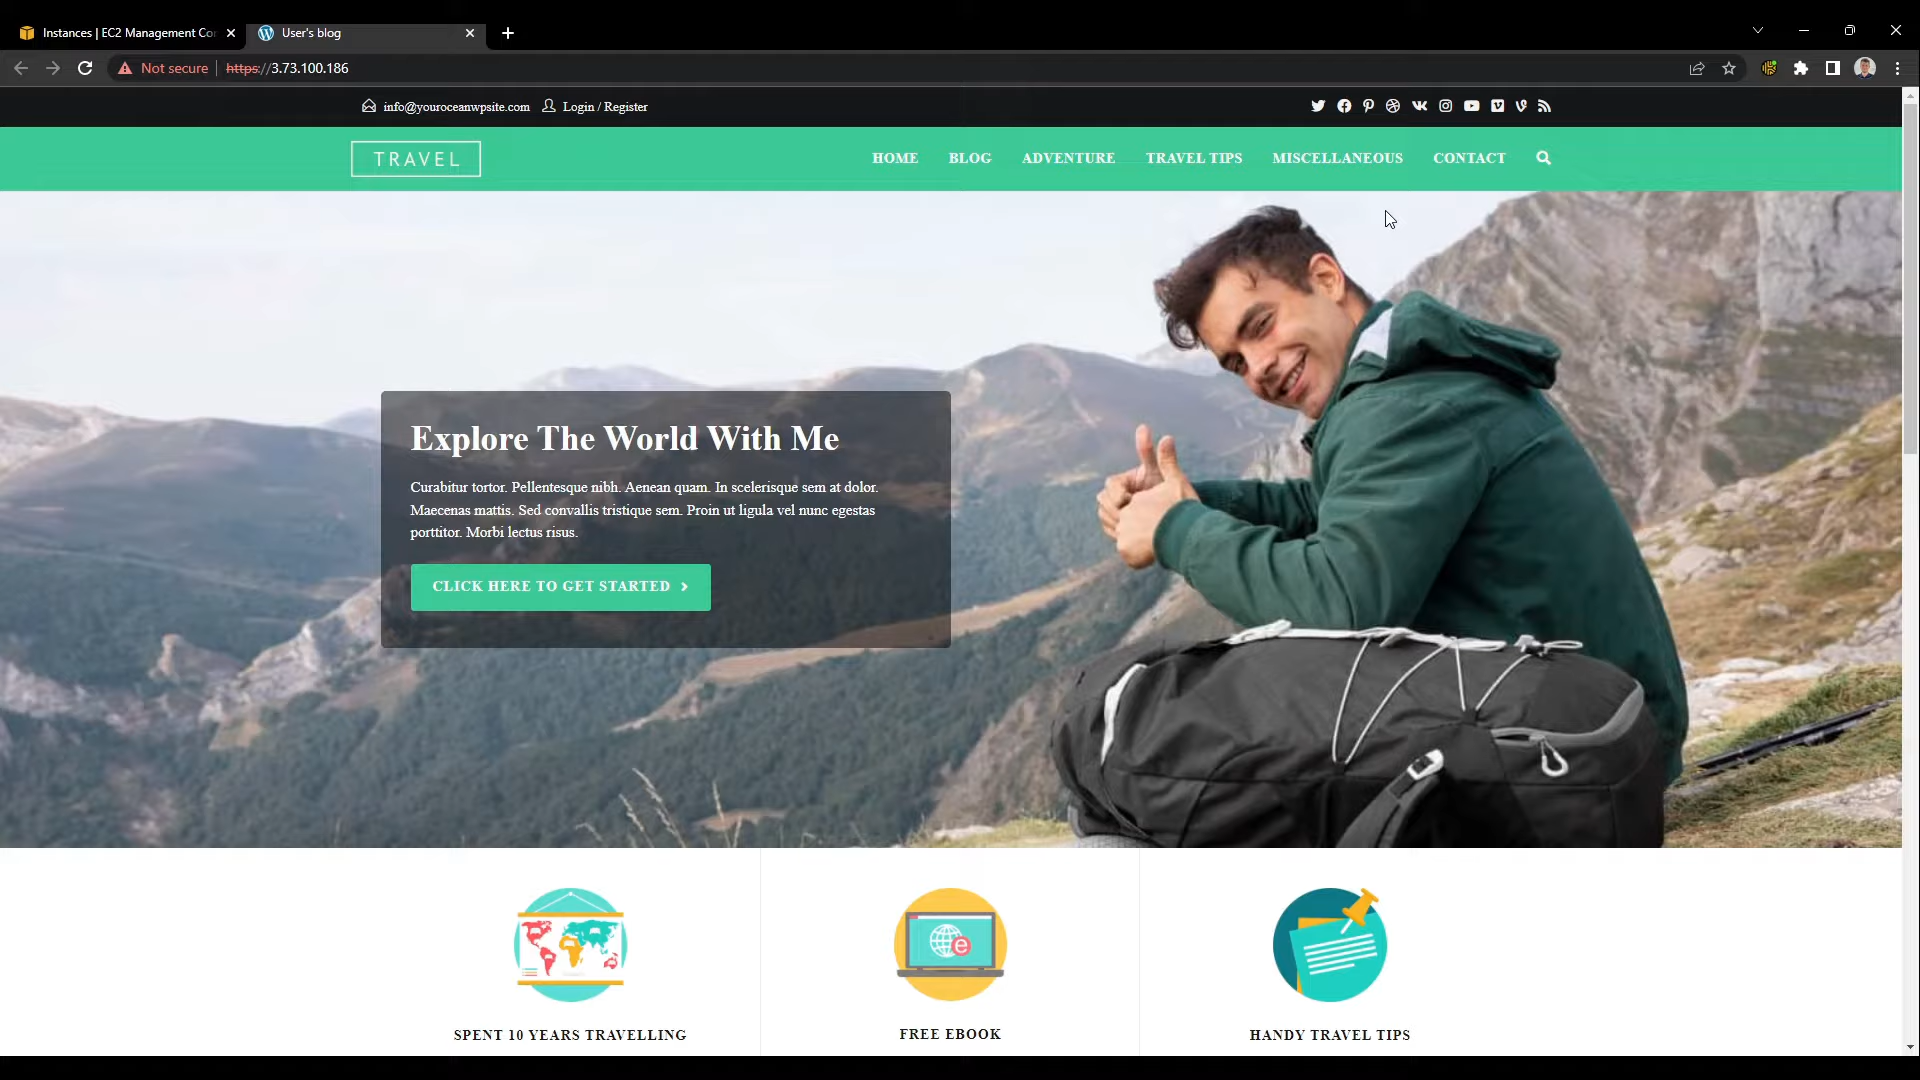 Instances | EC2 Management Co
User's blog
Not secure
https://3.73.100.186
info@youroceanwpsite.com
Login / Register
TRAVEL
HOME
BLOG
ADVENTURE
TRAVEL TIPS
MISCELLANEOUS
CONTACT
Explore The World With Me
Curabitur tortor. Pellentesque nibh. Aenean quam. In scelerisque sem at dolor.
Maecenas mattis. Sed convallis tristique sem. Proin ut ligula vel nunc egestas
porttitor. Morbi lectus risus.
CLICK HERE TO GET STARTED
e
SPENT 10 YEARS TRAVELLING
FREE EBOOK
HANDY TRAVEL TIPS